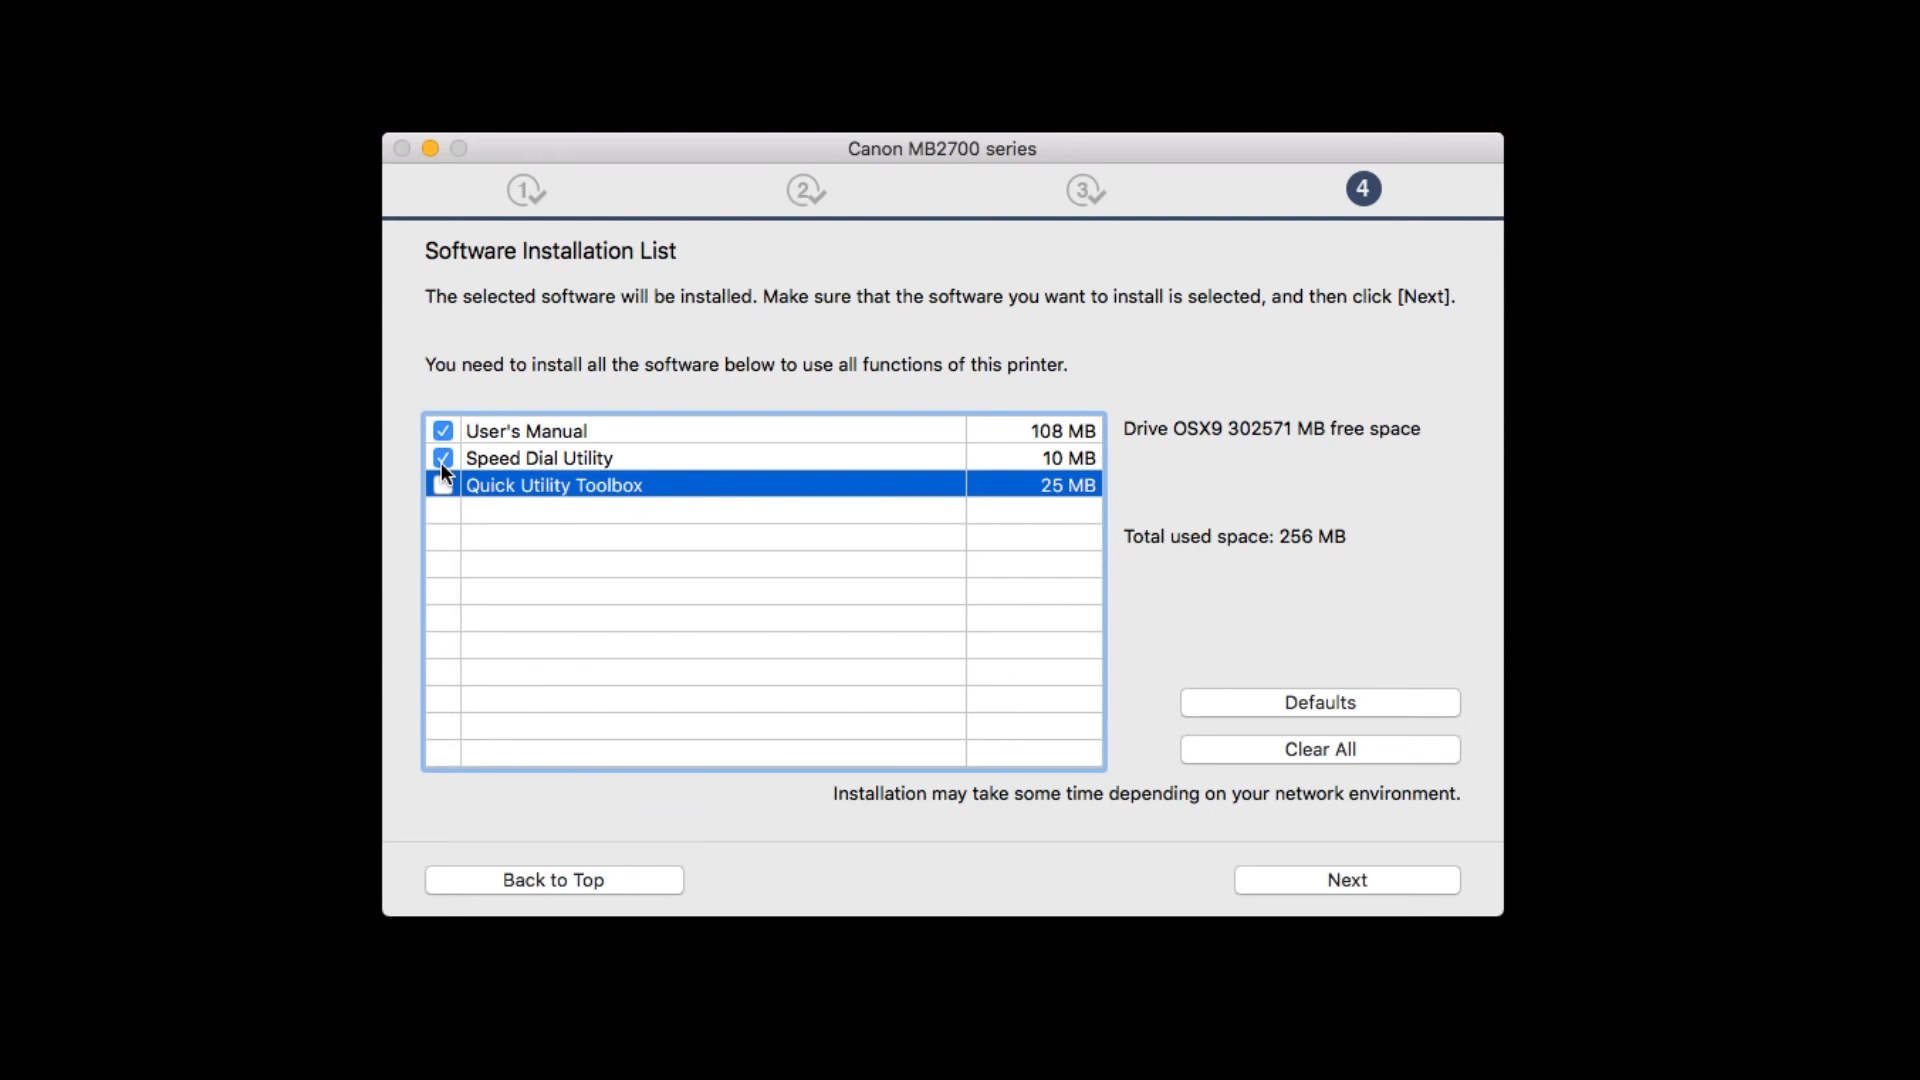 Canon MB2700 series
1 2 3 4
Software Installation List
The selected software will be installed. Make sure that the software you want to install is selected, and then click [Next].
You need to install all the software below to use all functions of this printer.
User's Manual 108 MB
Speed Dial Utility 10 MB
Quick Utility Toolbox 25 MB
Drive OSX9 302571 MB free space
Total used space: 256 MB
Defaults
Clear All
Installation may take some time depending on your network environment.
Back to Top
Next